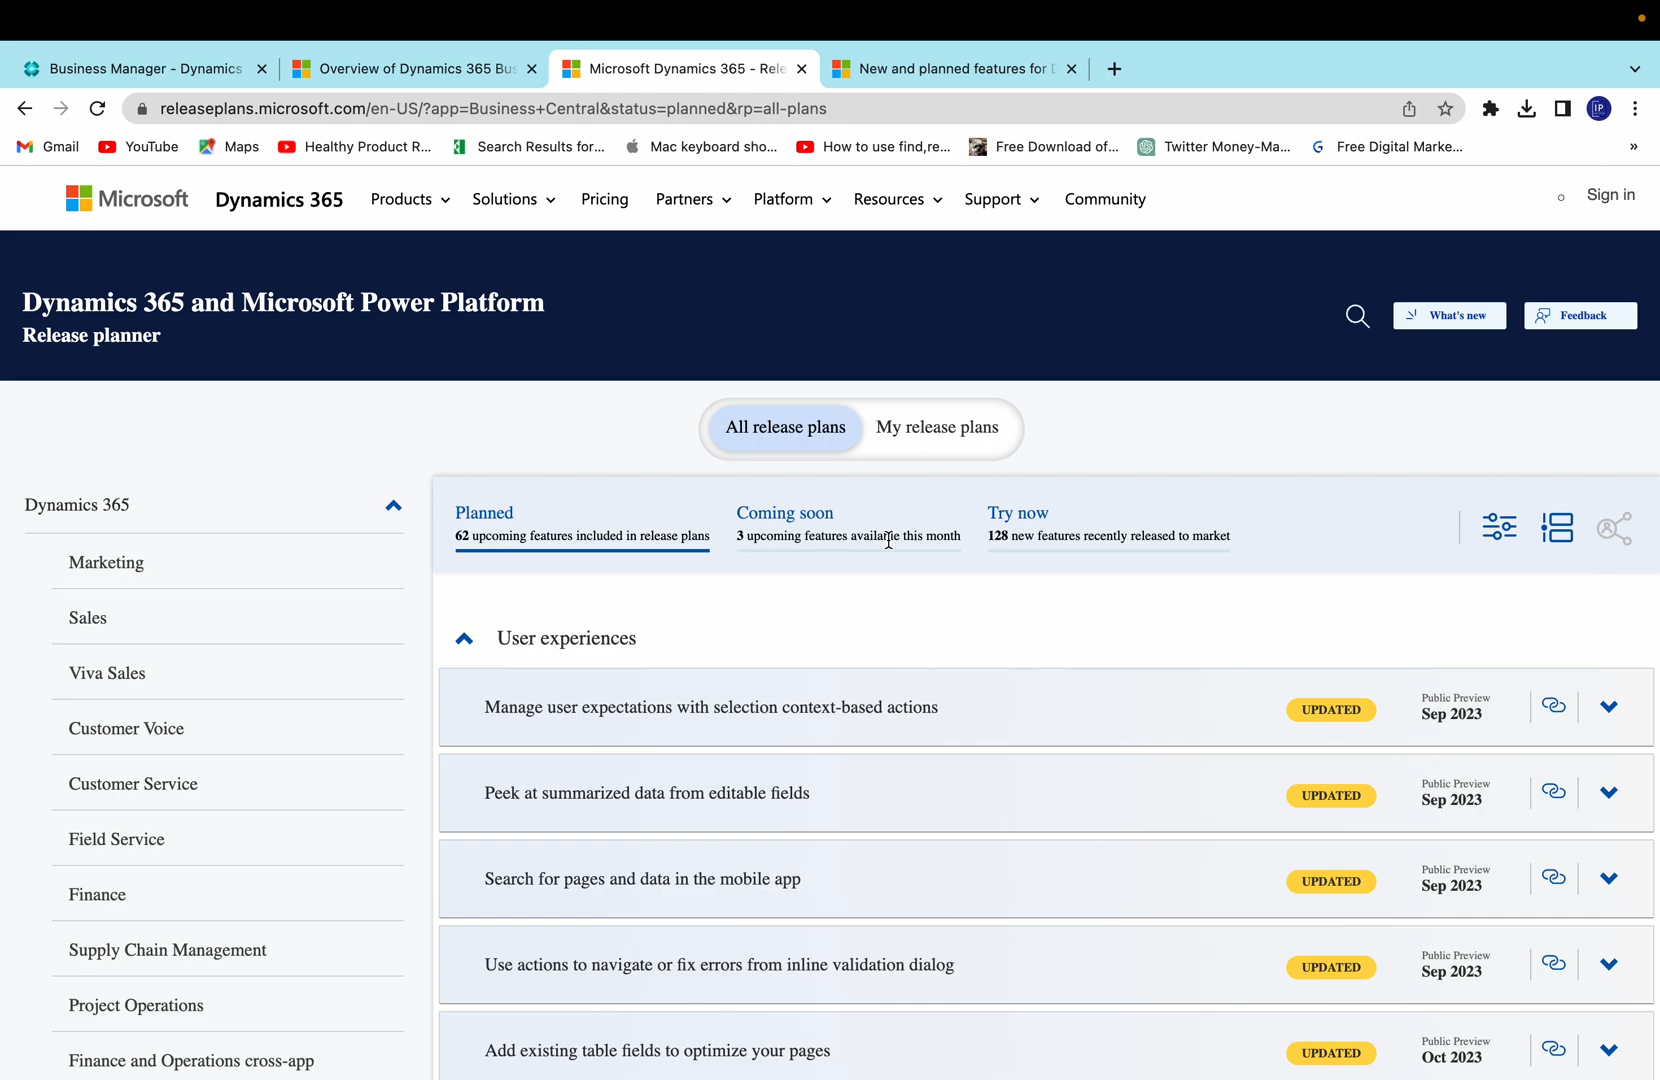 Business Manager - Dynamics
Overview of Dynamics 365 Bus
Microsoft Dynamics 365 - Rele
New and planned features for D
releaseplans.microsoft.com/en-US/?app=Business+Central&status=planned&rp=all-plans
IP
Gmail
YouTube
Maps
Healthy Product R...
Search Results for...
Mac keyboard sho...
How to use find,re...
Free Download of...
Twitter Money-Ma...
Free Digital Marke...
»
Microsoft
Dynamics 365
Products
Solutions
Pricing
Partners
Platform
Resources
Support
Community
Sign in
Dynamics 365 and Microsoft Power Platform
Release planner
What's new
Feedback
All release plans
My release plans
Dynamics 365
Marketing
Sales
Viva Sales
Customer Voice
Customer Service
Field Service
Finance
Supply Chain Management
Project Operations
Finance and Operations cross-app
Planned
62 upcoming features included in release plans
Coming soon
3 upcoming features available this month
Try now
128 new features recently released to market
User experiences
Manage user expectations with selection context-based actions
UPDATED
Public Preview
Sep 2023
Peek at summarized data from editable fields
UPDATED
Public Preview
Sep 2023
Search for pages and data in the mobile app
UPDATED
Public Preview
Sep 2023
Use actions to navigate or fix errors from inline validation dialog
UPDATED
Public Preview
Sep 2023
Add existing table fields to optimize your pages
UPDATED
Public Preview
Oct 2023